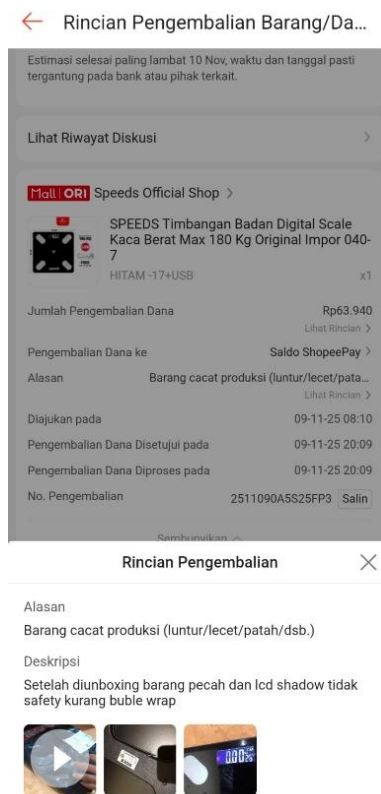 Rincian Pengembalian Barang/Da...
Estimasi selesai paling lambat 10 Nov, waktu dan tanggal pasti
tergantung pada bank atau pihak terkait.
Lihat Riwayat Diskusi
Mall ORI Speeds Official Shop
SPEEDS Timbangan Badan Digital Scale
Kaca Berat Max 180 Kg Original Impor 040-
7
HITAM -17+USB x1
Jumlah Pengembalian Dana Rp63.940
Lihat Rincian
Pengembalian Dana ke Saldo ShopeePay
Alasan Barang cacat produksi (luntur/lecet/pata...
Lihat Rincian
Diajukan pada 09-11-25 08:10
Pengembalian Dana Disetujui pada 09-11-25 20:09
Pengembalian Dana Diproses pada 09-11-25 20:09
No. Pengembalian 2511090A5S25FP3 Salin
Sembunyikan
Rincian Pengembalian
Alasan
Barang cacat produksi (luntur/lecet/patah/dsb.)
Deskripsi
Setelah diunboxing barang pecah dan lcd shadow tidak
safety kurang buble wrap